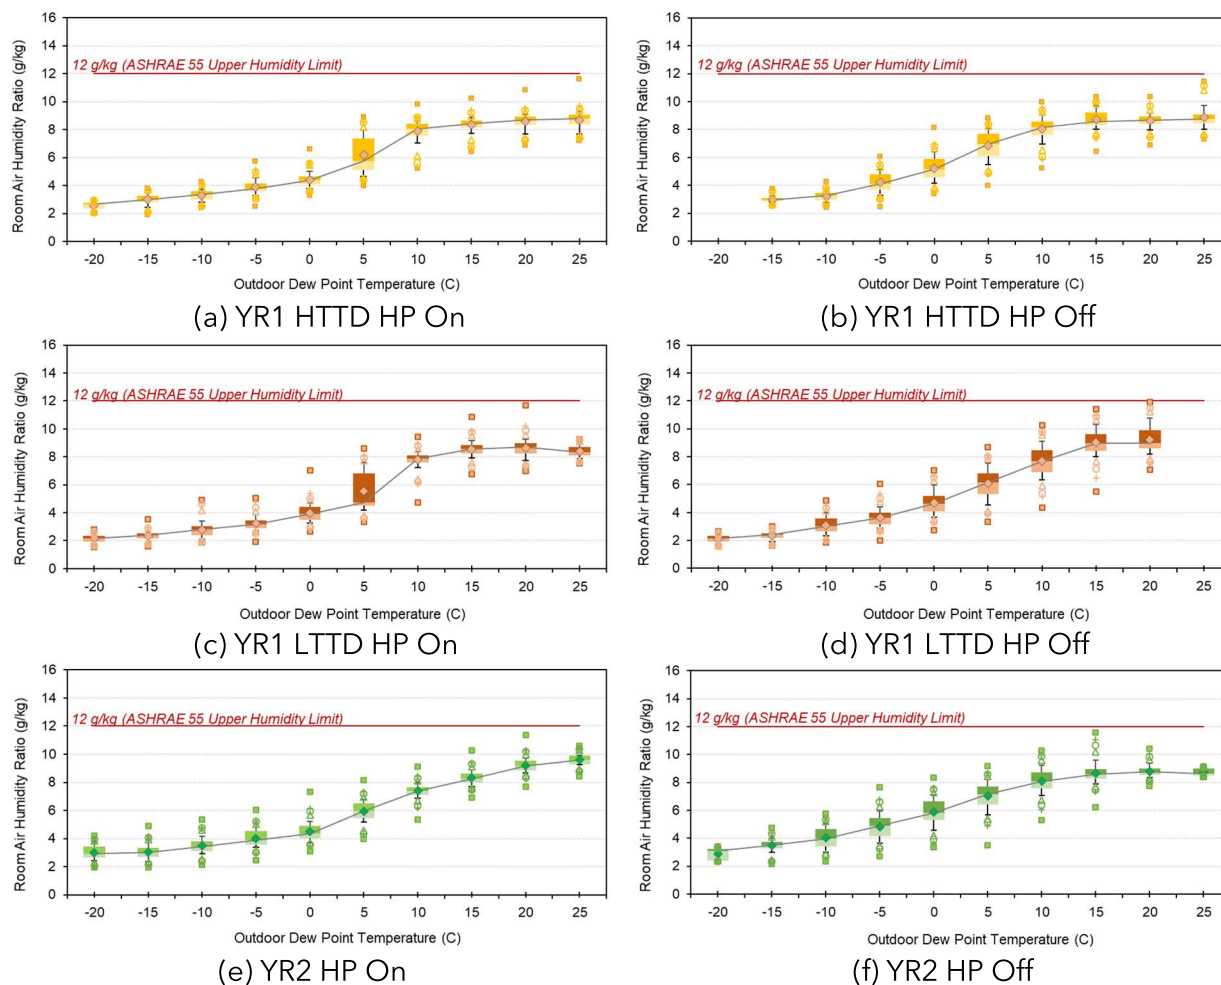 16
14
12
10
8
6
4
2
0
Room Air Humidity Ratio (g/kg)
12 g/kg (ASHRAE 55 Upper Humidity Limit)
-20 -15 -10 -5 0 5 10 15 20 25
Outdoor Dew Point Temperature (C)
(a) YR1 HTTD HP On
16
14
12
10
8
6
4
2
0
Room Air Humidity Ratio (g/kg)
12 g/kg (ASHRAE 55 Upper Humidity Limit)
-20 -15 -10 -5 0 5 10 15 20 25
Outdoor Dew Point Temperature (C)
(b) YR1 HTTD HP Off
16
14
12
10
8
6
4
2
0
Room Air Humidity Ratio (g/kg)
12 g/kg (ASHRAE 55 Upper Humidity Limit)
-20 -15 -10 -5 0 5 10 15 20 25
Outdoor Dew Point Temperature (C)
(c) YR1 LTTD HP On
16
14
12
10
8
6
4
2
0
Room Air Humidity Ratio (g/kg)
12 g/kg (ASHRAE 55 Upper Humidity Limit)
-20 -15 -10 -5 0 5 10 15 20 25
Outdoor Dew Point Temperature (C)
(d) YR1 LTTD HP Off
16
14
12
10
8
6
4
2
0
Room Air Humidity Ratio (g/kg)
12 g/kg (ASHRAE 55 Upper Humidity Limit)
-20 -15 -10 -5 0 5 10 15 20 25
Outdoor Dew Point Temperature (C)
(e) YR2 HP On
16
14
12
10
8
6
4
2
0
Room Air Humidity Ratio (g/kg)
12 g/kg (ASHRAE 55 Upper Humidity Limit)
-20 -15 -10 -5 0 5 10 15 20 25
Outdoor Dew Point Temperature (C)
(f) YR2 HP Off